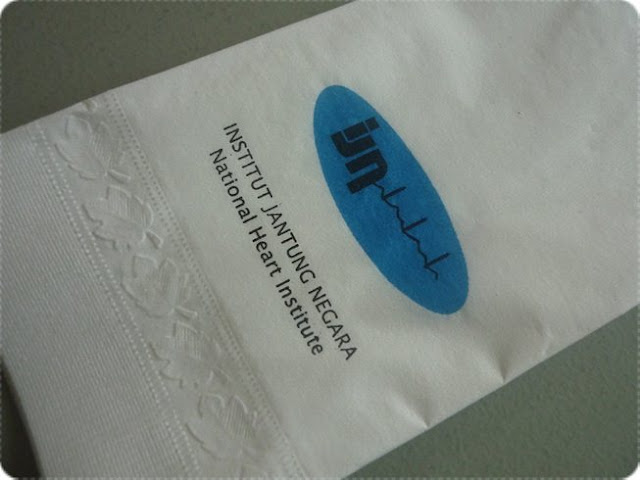 ijn
INSTITUT JANTUNG NEGARA
National Heart Institute